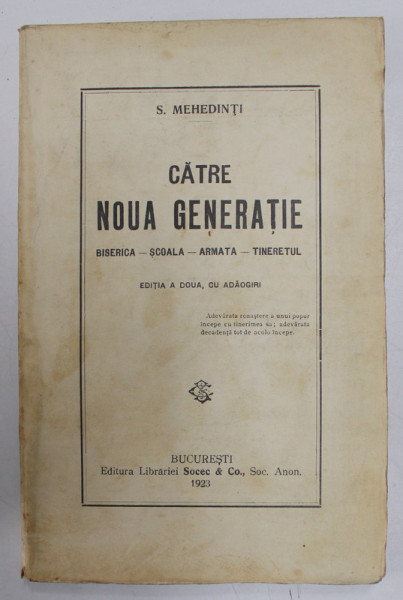 S. MEHEDINȚI
CĂTRE
NOUA GENERAȚIE
BISERICA — ȘCOALA — ARMATA — TINERETUL
EDIȚIA A DOUA, CU ADĂOGIRI
Adevărata renaștere a unui popor
începe cu tinerimea sa; adevărata
decadență tot de acolo începe.
BUCUREȘTI
Editura Librăriei Socec & Co., Soc. Anon.
1923